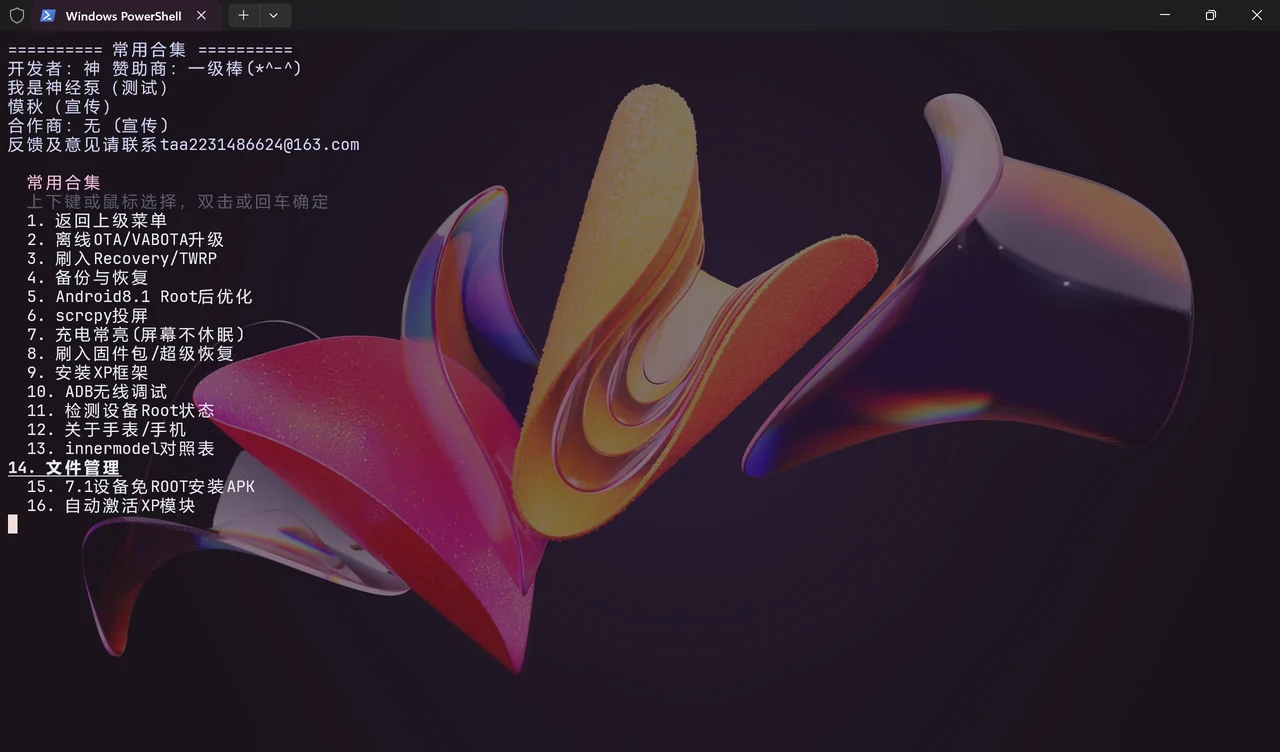 Windows PowerShell
========== 常用合集 ==========
开发者: 神 赞助商: 一级棒(*^-^)
我是神经泵 (测试)
慔秋 (宣传)
合作商: 无 (宣传)
反馈及意见请联系taa2231486624@163.com
常用合集
上下键或鼠标选择, 双击或回车确定
1. 返回上级菜单
2. 离线OTA/VABOTA升级
3. 刷入Recovery/TWRP
4. 备份与恢复
5. Android8.1 Root后优化
6. scrcpy投屏
7. 充电常亮(屏幕不休眠)
8. 刷入固件包/超级恢复
9. 安装XP框架
10. ADB无线调试
11. 检测设备Root状态
12. 关于手表/手机
13. innermodel对照表
14. 文件管理
15. 7.1设备免ROOT安装APK
16. 自动激活XP模块